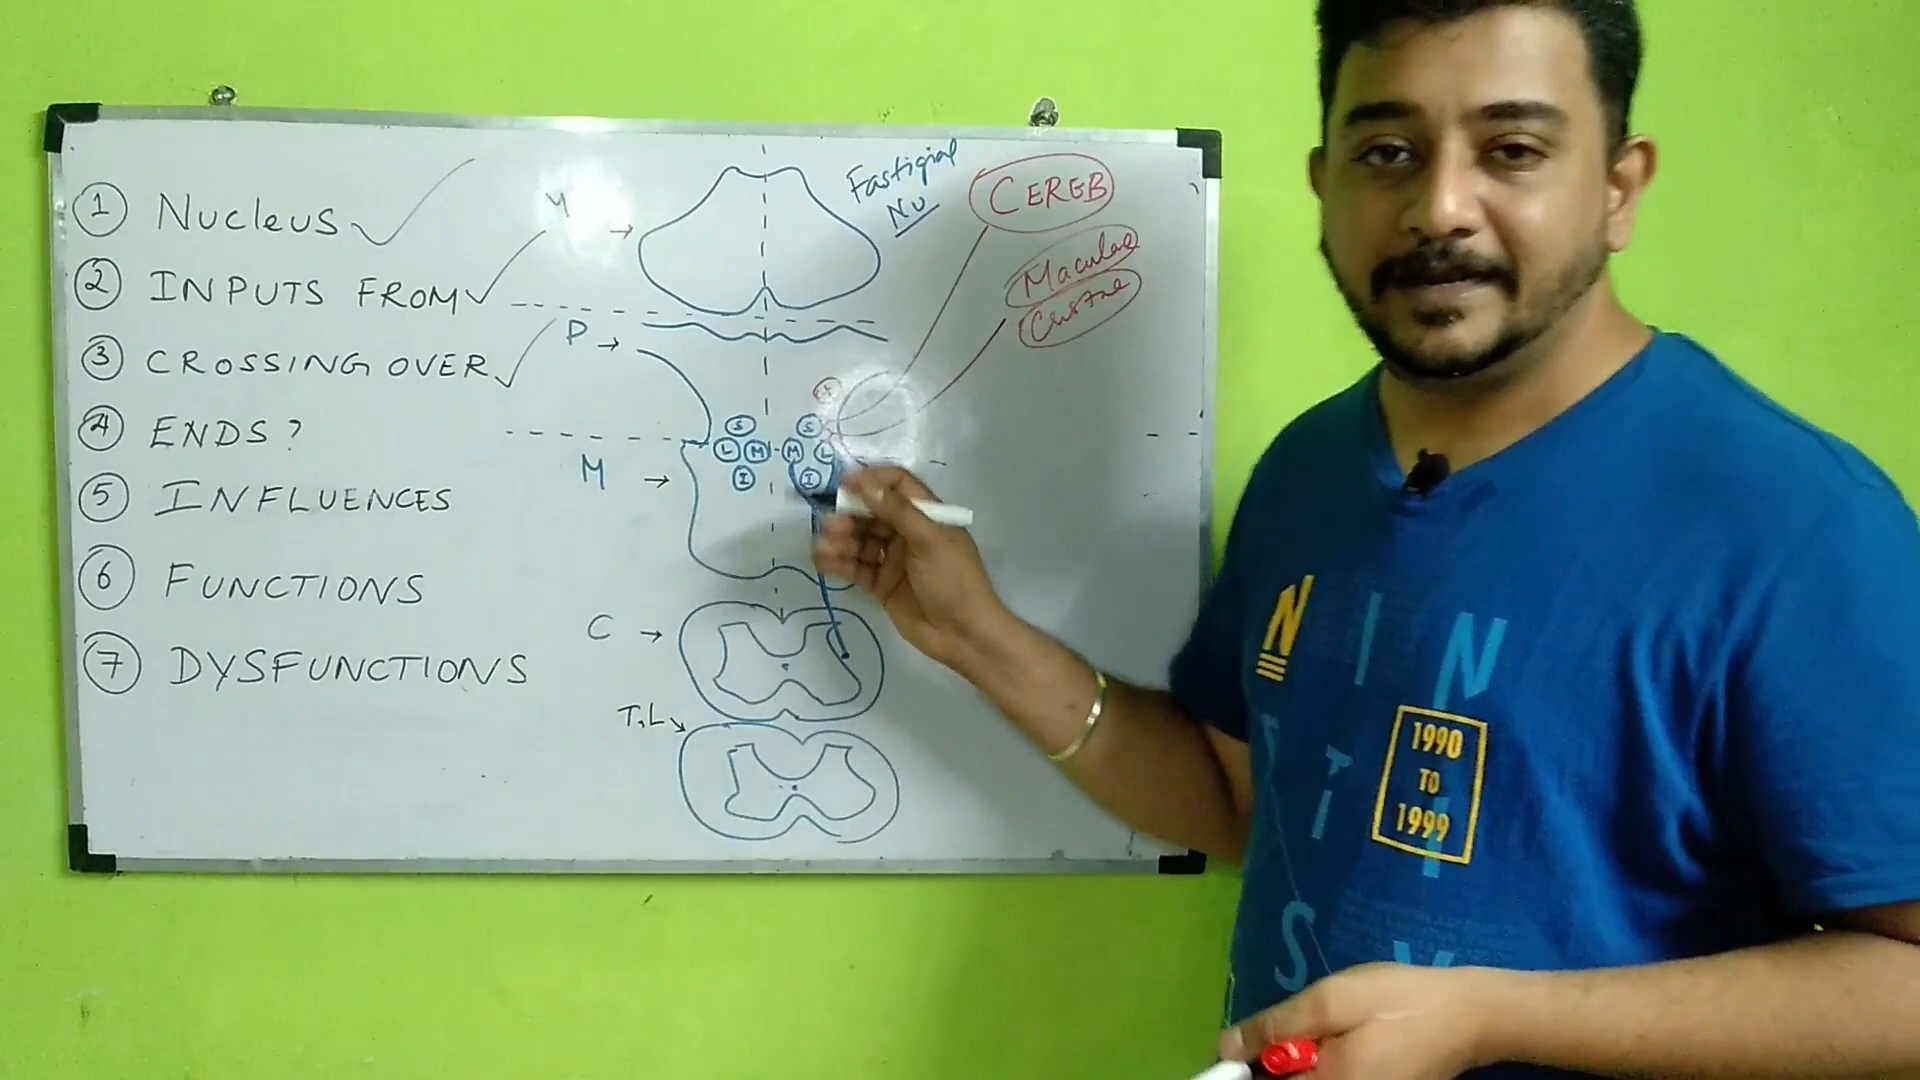 ① Nucleus
② INPUTS FROM
③ CROSSING OVER
④ ENDS?
⑤ INFLUENCES
⑥ FUNCTIONS
⑦ DYSFUNCTIONS
M →
P →
M →
C →
T, L
Fastigial
Nu
CEREB
Maculae
Cristae
S S
L M M L
I I
NINTIS
1990
TO
1999